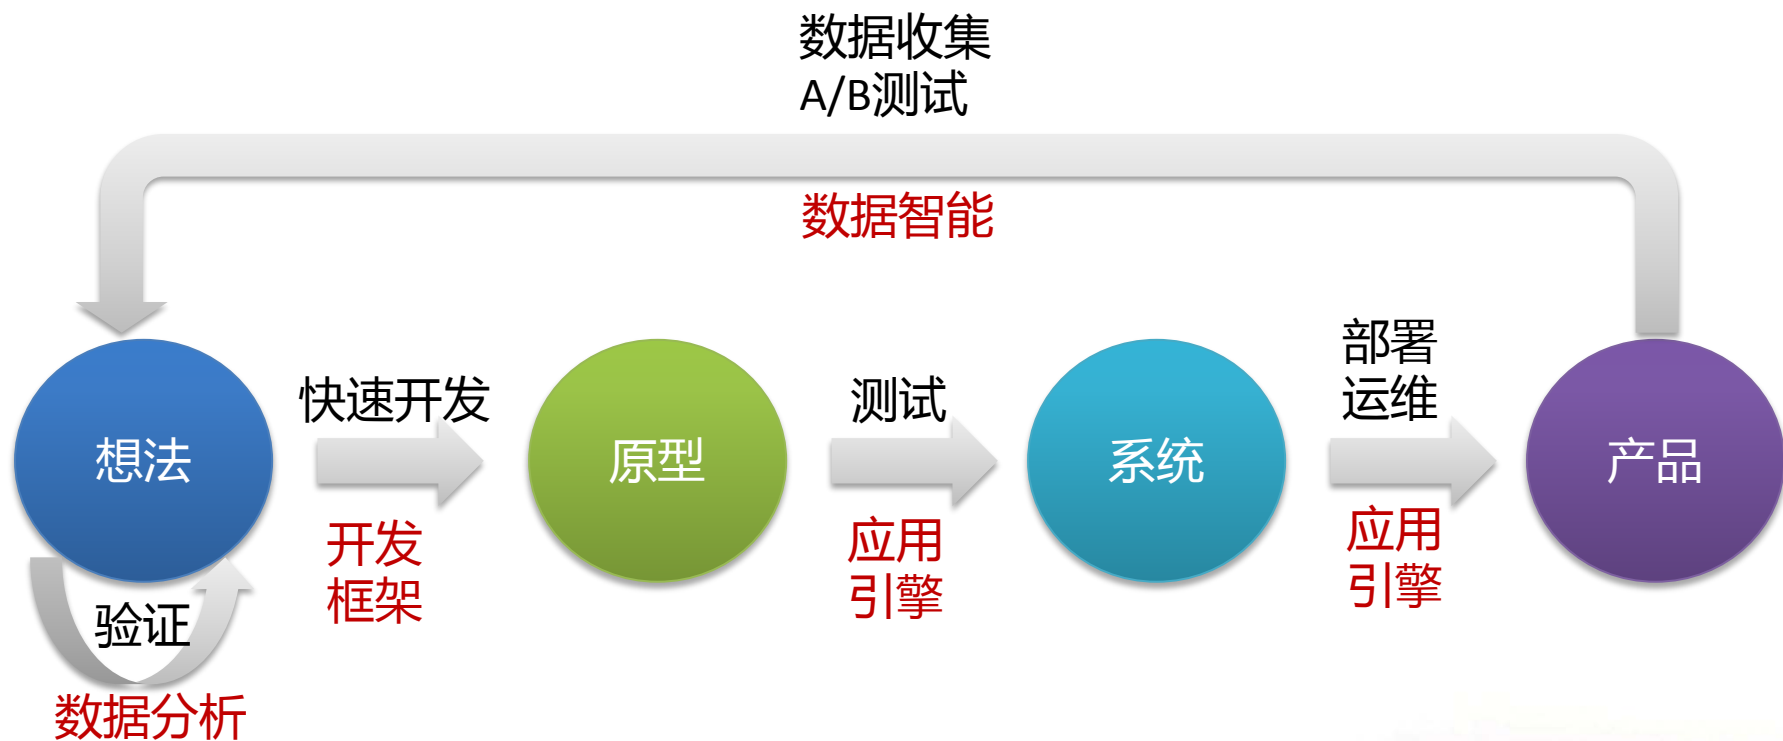 数据收集
A/B测试
数据智能
想法
快速开发
开发
框架
原型
测试
应用
引擎
系统
部署
运维
应用
引擎
产品
验证
数据分析